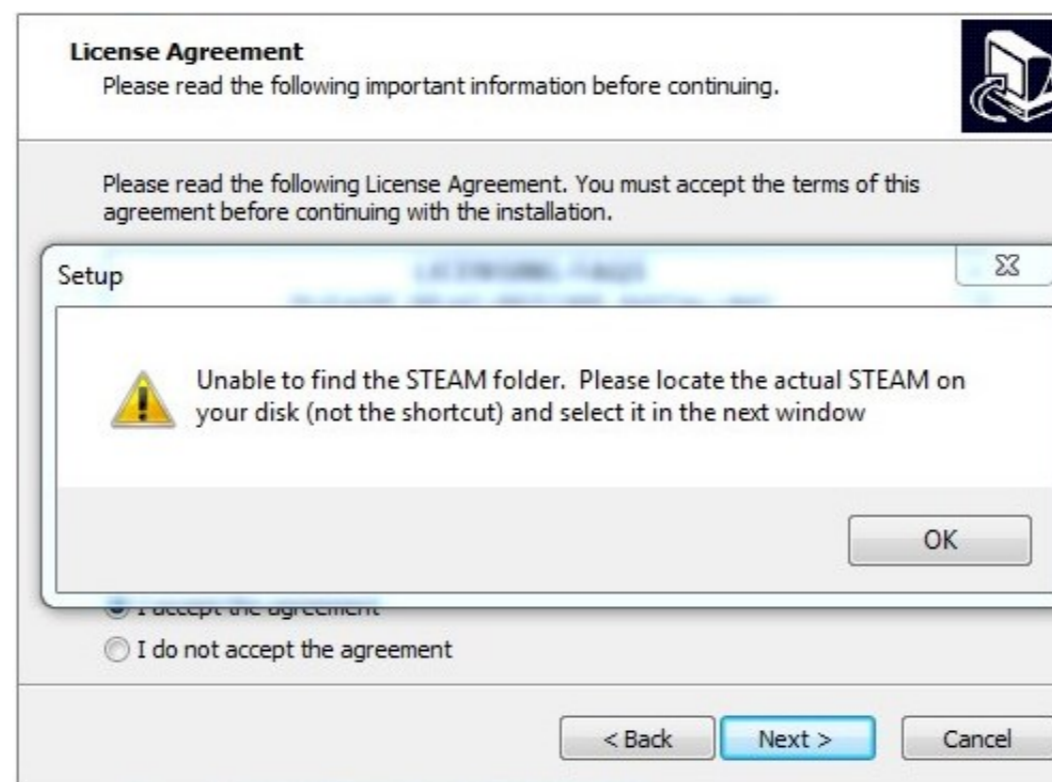 License Agreement
Please read the following important information before continuing.
Please read the following License Agreement. You must accept the terms of this
agreement before continuing with the installation.
Setup
Unable to find the STEAM folder.  Please locate the actual STEAM on
your disk (not the shortcut) and select it in the next window
OK
I accept the agreement
I do not accept the agreement
< Back
Next >
Cancel